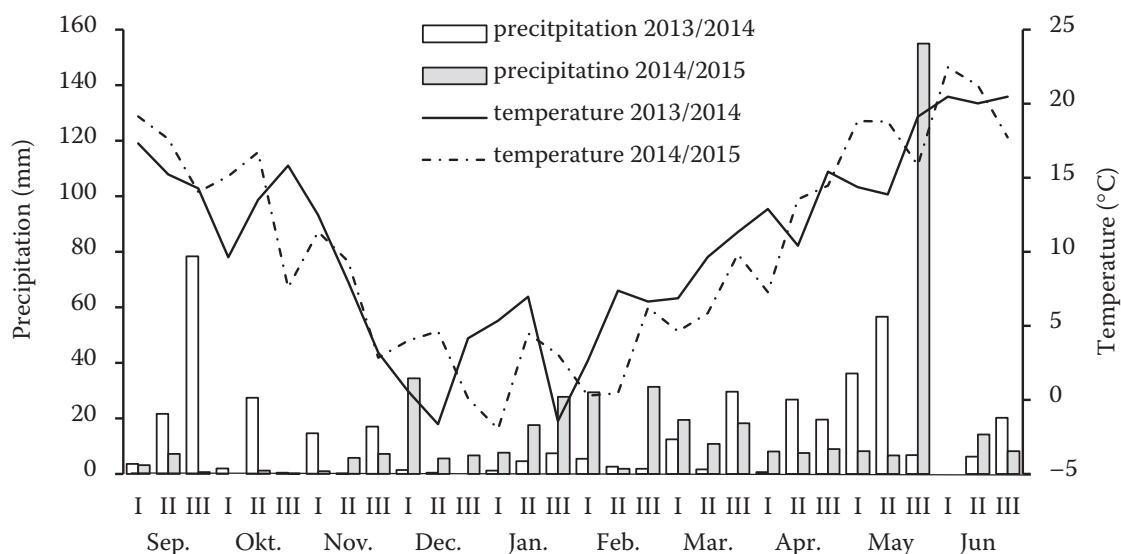 precitpitation 2013/2014
precipitatino 2014/2015
temperature 2013/2014
temperature 2014/2015
Precipitation (mm)
160
140
120
100
80
60
40
20
0
Temperature (°C)
25
20
15
10
5
0
−5
I II III I II III I II III I II III I II III I II III I II III I II III I II III I II III
Sep. Okt. Nov. Dec. Jan. Feb. Mar. Apr. May Jun